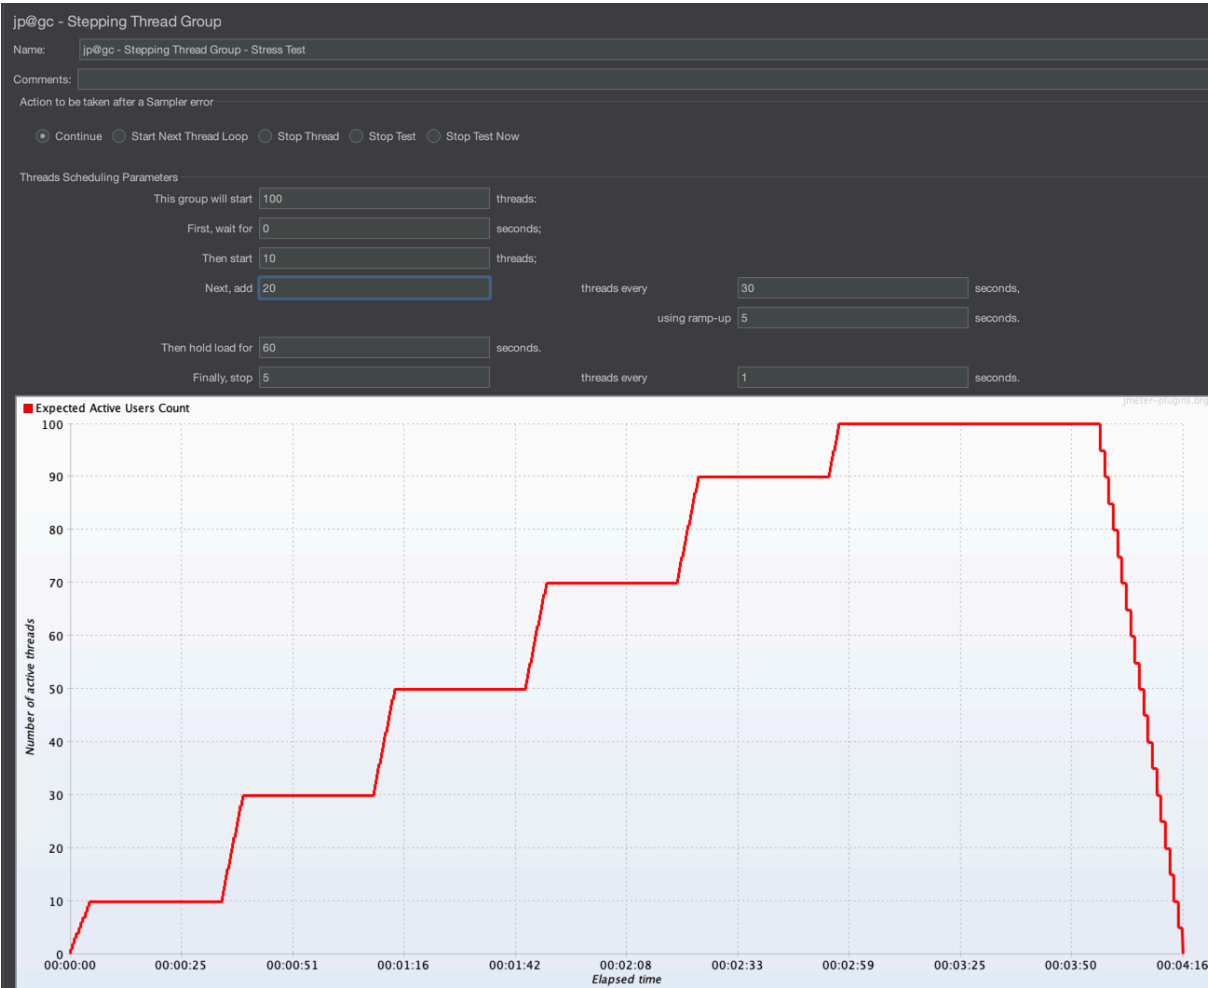 jp@gc - Stepping Thread Group
Name: jp@gc - Stepping Thread Group - Stress Test
Comments:
Action to be taken after a Sampler error
Continue Start Next Thread Loop Stop Thread Stop Test Stop Test Now
Threads Scheduling Parameters
This group will start 100 threads:
First, wait for 0 seconds;
Then start 10 threads;
Next, add 20 threads every 30 seconds,
using ramp-up 5 seconds.
Then hold load for 60 seconds.
Finally, stop 5 threads every 1 seconds.
jmeter-plugins.org
Expected Active Users Count
100
90
80
70
60
50
40
30
20
10
0
Number of active threads
00:00:00 00:00:25 00:00:51 00:01:16 00:01:42 00:02:08 00:02:33 00:02:59 00:03:25 00:03:50 00:04:16
Elapsed time